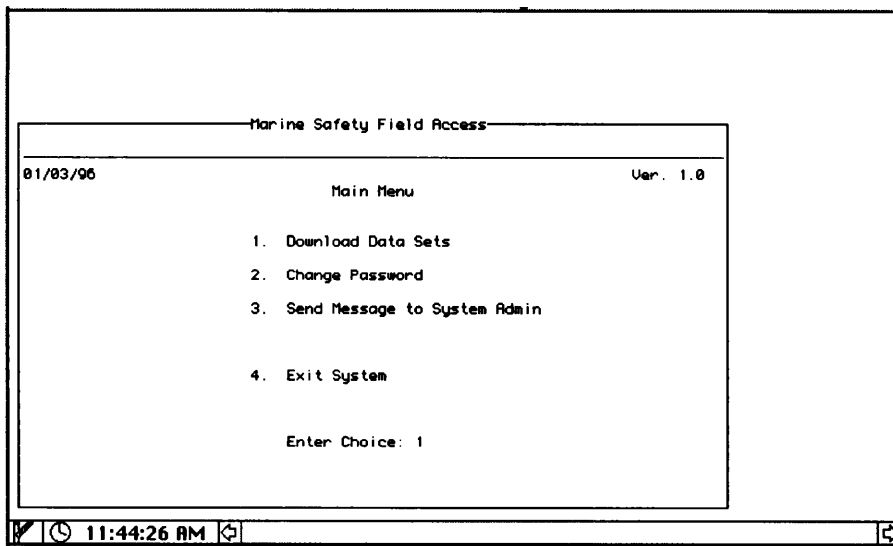 Marine Safety Field Access
01/03/96 Ver. 1.0
Main Menu
1. Download Data Sets
2. Change Password
3. Send Message to System Admin
4. Exit System
Enter Choice: 1
11:44:26 AM